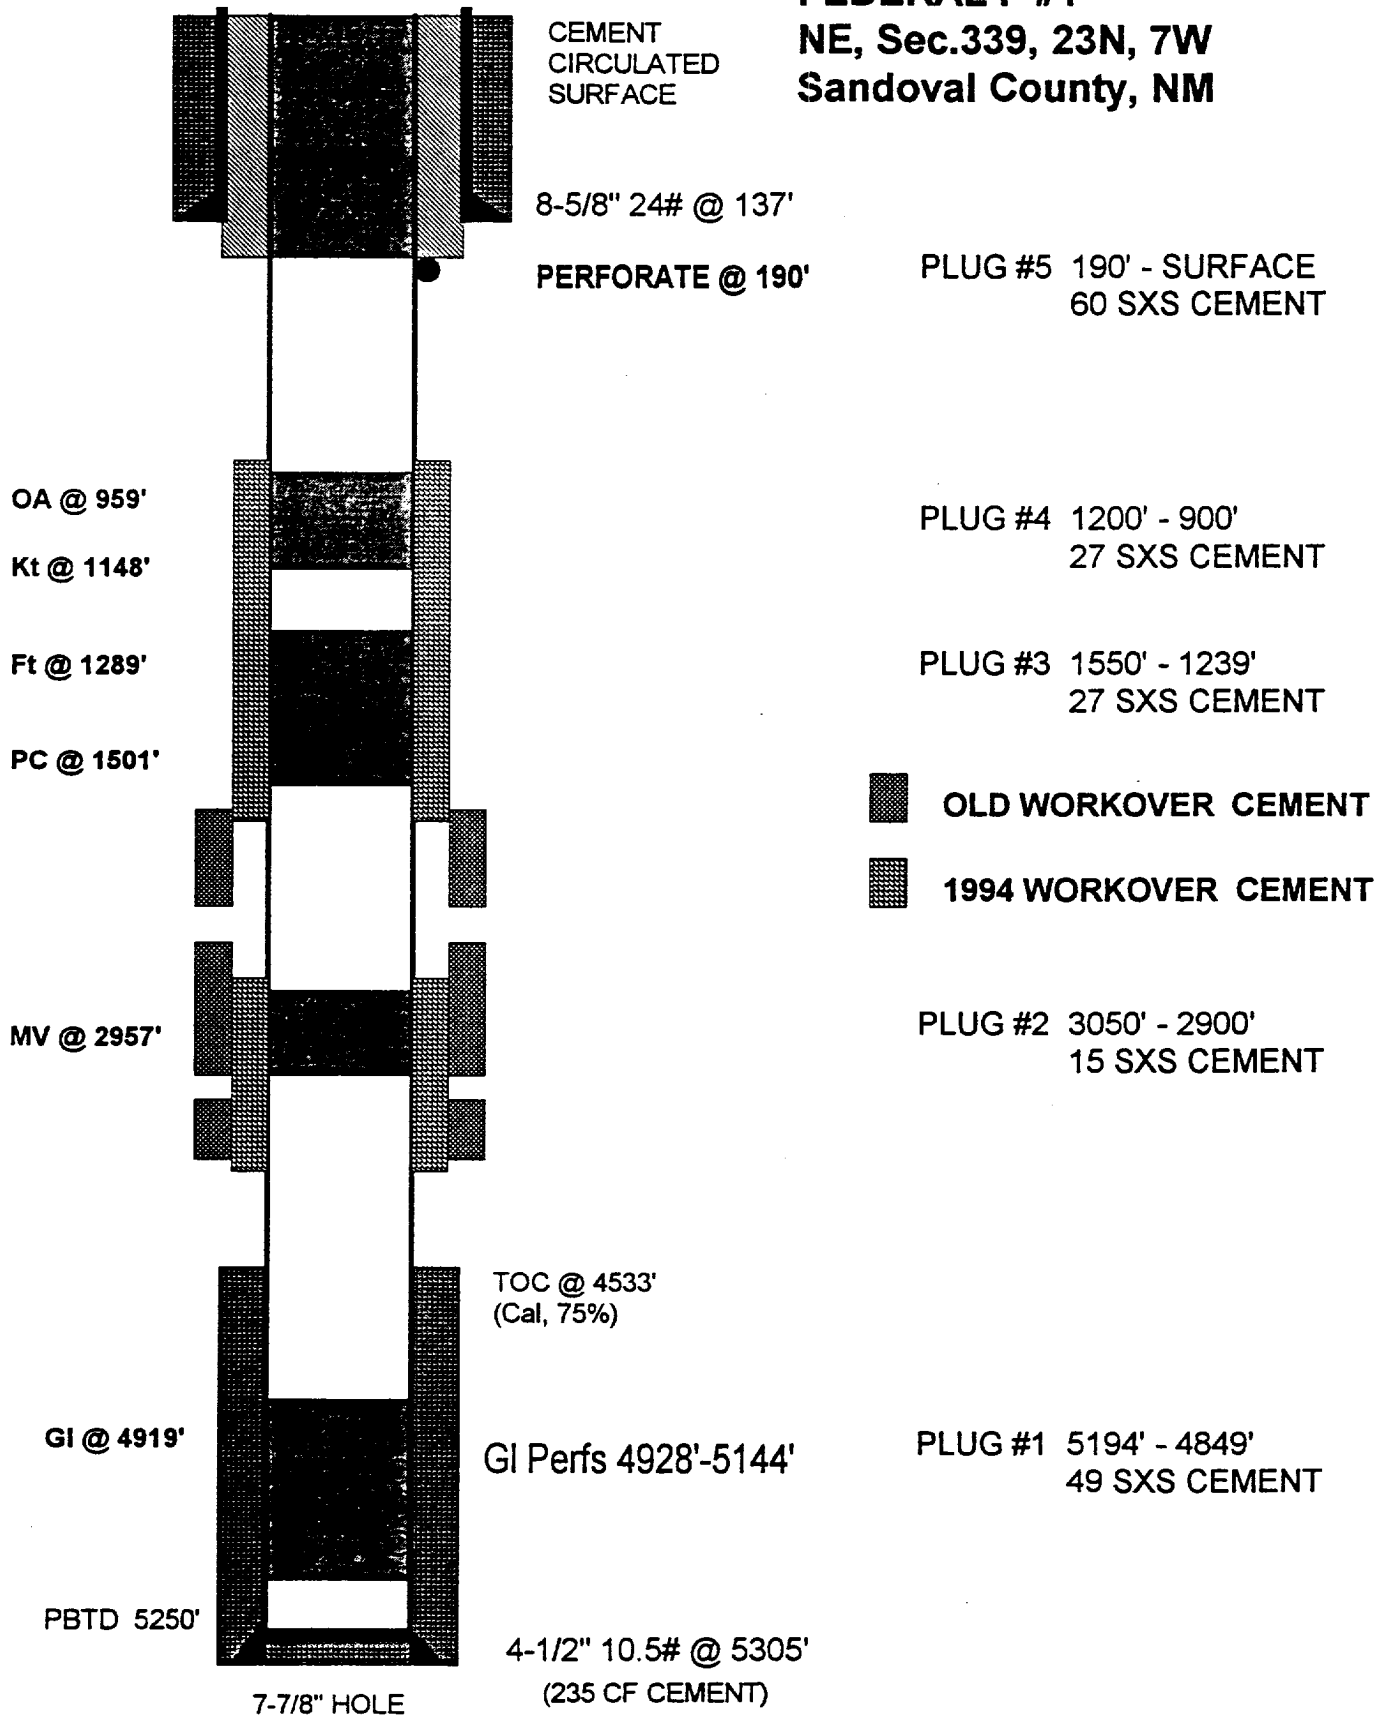 NE, Sec.339, 23N, 7W
Sandoval County, NM
CEMENT
CIRCULATED
SURFACE
8-5/8" 24# @ 137'
PERFORATE @ 190'
PLUG #5 190' - SURFACE
60 SXS CEMENT
OA @ 959'
Kt @ 1148'
PLUG #4 1200' - 900'
27 SXS CEMENT
Ft @ 1289'
PLUG #3 1550' - 1239'
27 SXS CEMENT
PC @ 1501'
OLD WORKOVER CEMENT
1994 WORKOVER CEMENT
MV @ 2957'
PLUG #2 3050' - 2900'
15 SXS CEMENT
TOC @ 4533'
(Cal, 75%)
Gl @ 4919'
Gl Perfs 4928'-5144'
PLUG #1 5194' - 4849'
49 SXS CEMENT
PBTD 5250'
4-1/2" 10.5# @ 5305'
(235 CF CEMENT)
7-7/8" HOLE